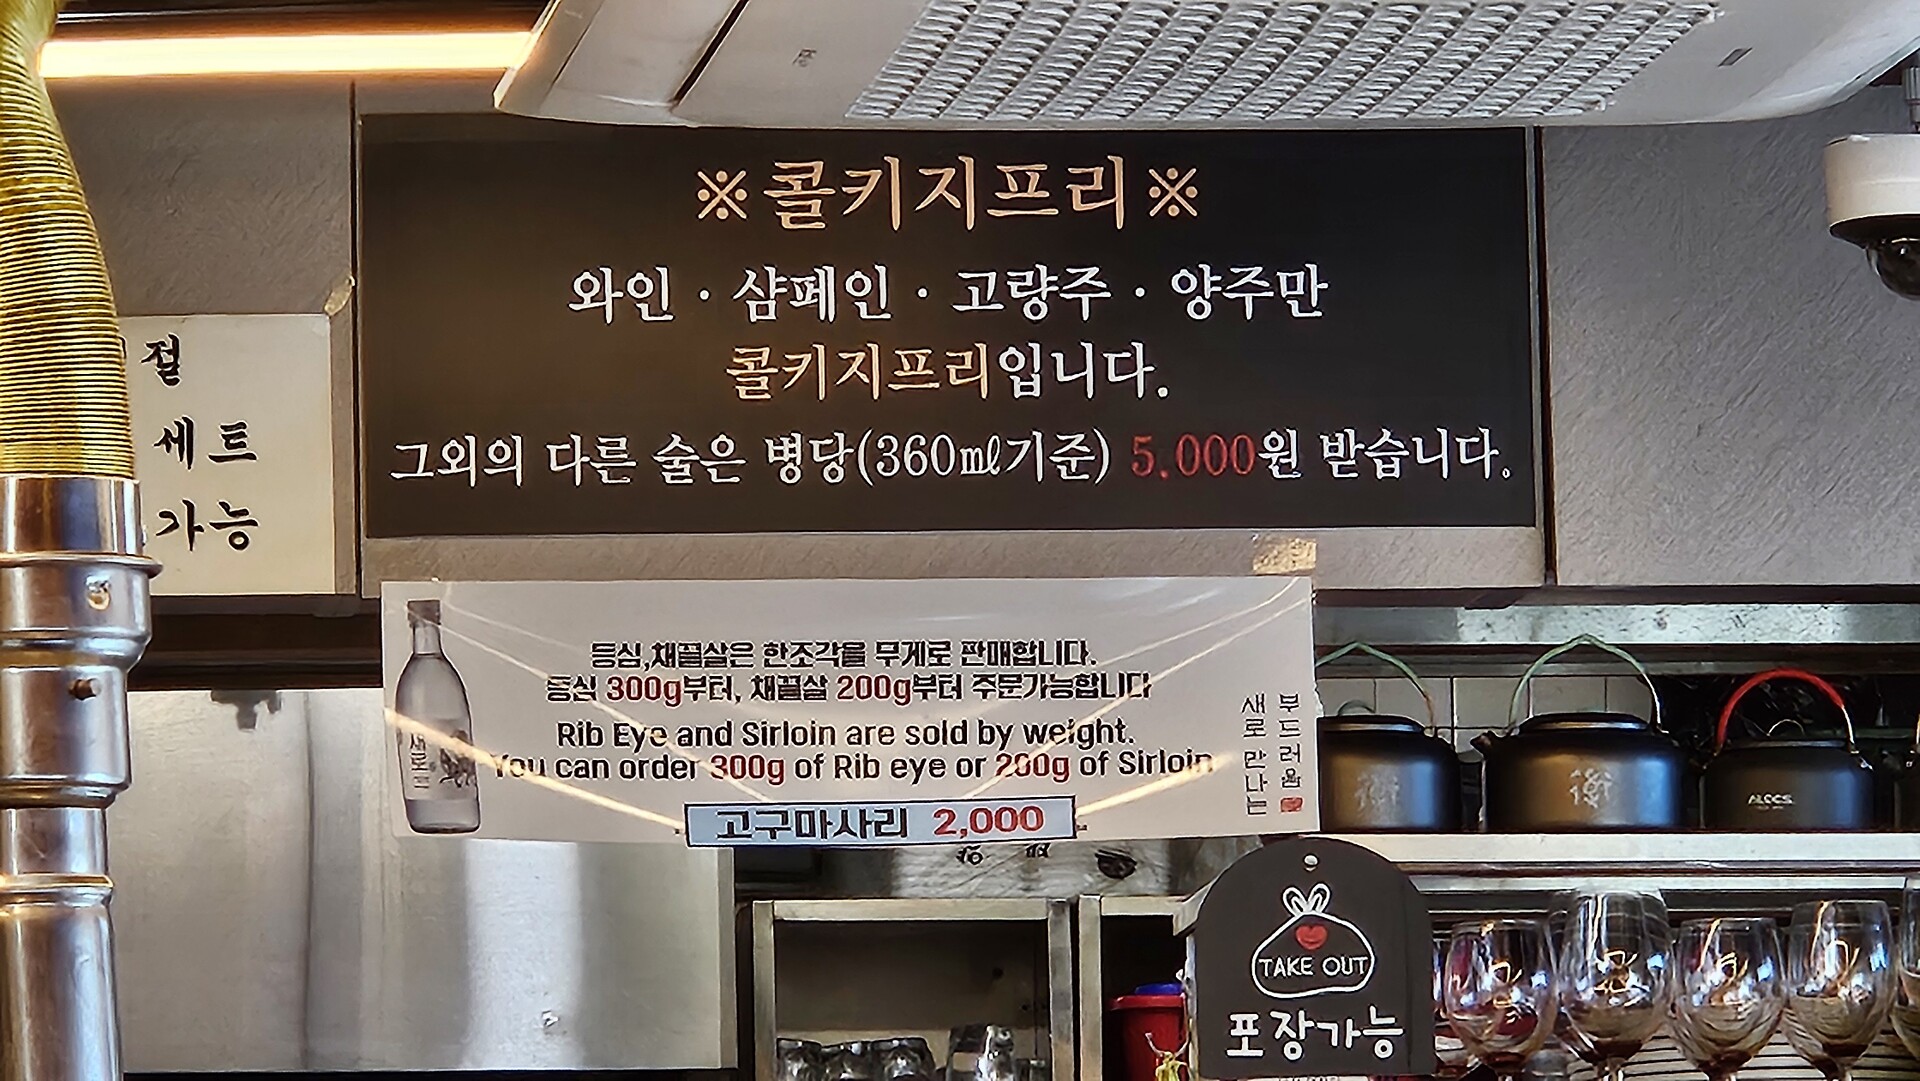 ※콜키지프리※
와인 · 샴페인 · 고량주 · 양주만
콜키지프리입니다.
그외의 다른 술은 병당(360㎖기준) 5.000원 받습니다.
절
세트
가능
등심,채끝살은 한조각을 무게로 판매합니다.
등심 300g부터, 채끝살 200g부터 주문가능합니다
Rib Eye and Sirloin are sold by weight.
You can order 300g of Rib eye or 200g of Sirloin
부드러움
새로 만나는
새로
고구마사리 2,000
TAKE OUT
포장가능